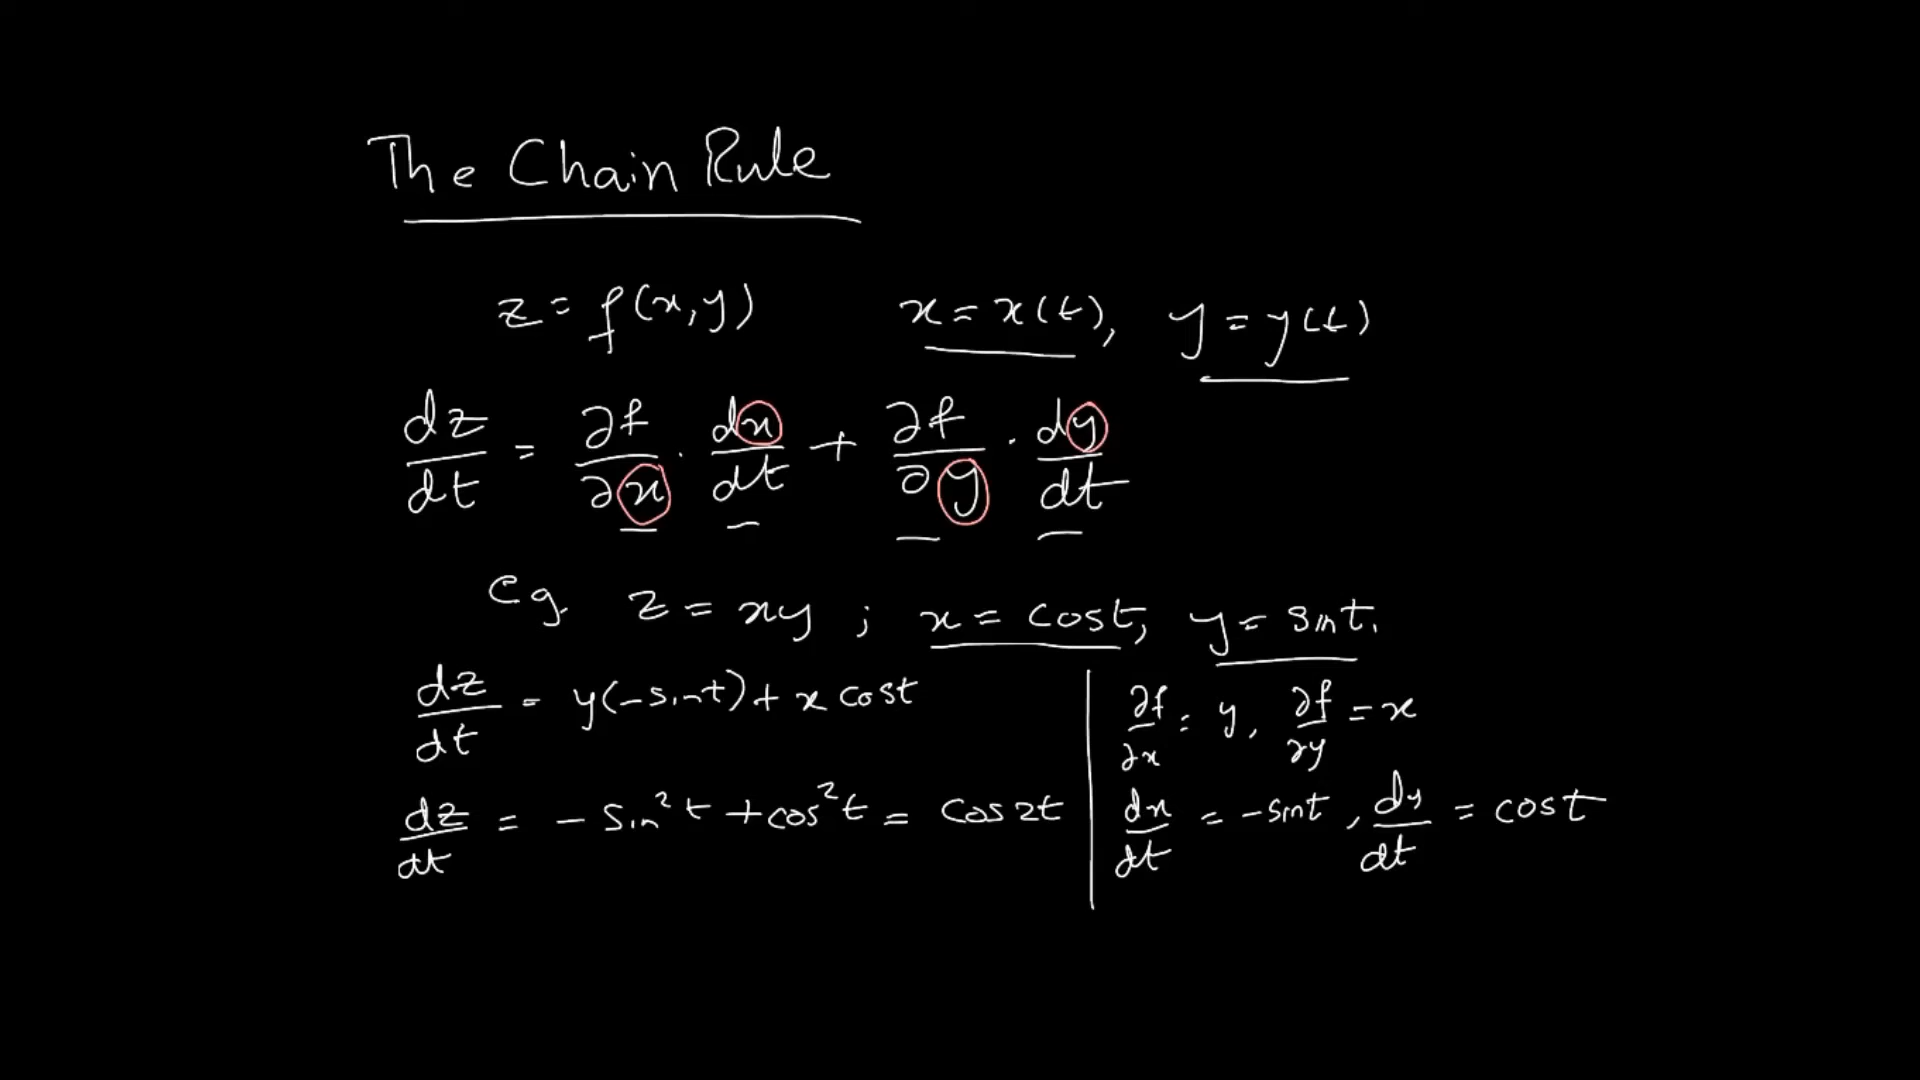 The Chain Rule
z = f(x,y) x = x(t), y = y(t)
dz/dt = ∂f/∂x · dx/dt + ∂f/∂y · dy/dt
eg. z = xy ; x = cost, y = sint.
dz/dt = y(-sint) + x cost
∂f/∂x = y, ∂f/∂y = x
dz/dt = -sin²t + cos²t = cos2t
dx/dt = -sint, dy/dt = cost